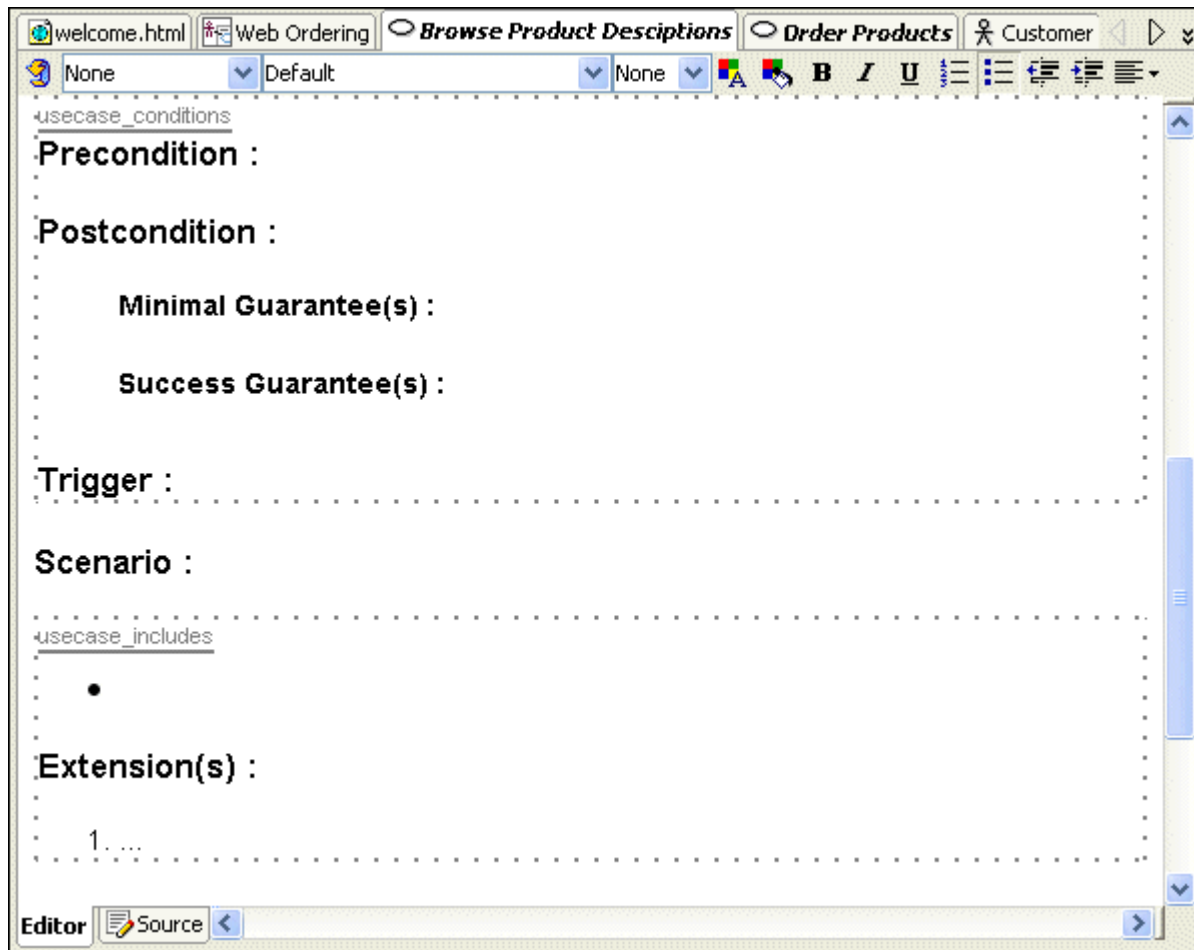 welcome.html Web Ordering Browse Product Desciptions Order Products Customer
None Default None A B I U
usecase_conditions
Precondition :
Postcondition :
Minimal Guarantee(s) :
Success Guarantee(s) :
Trigger :
Scenario :
usecase_includes
•
Extension(s) :
1. ...
Editor Source